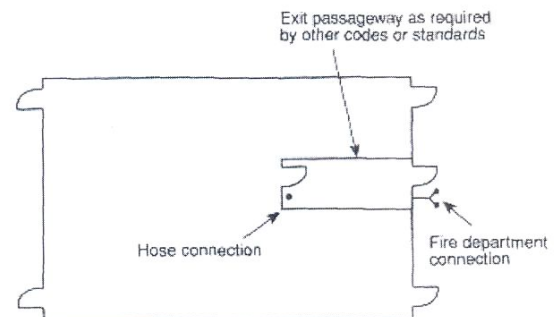 Exit passageway as required
by other codes or standards
Hose connection
Fire department
connection